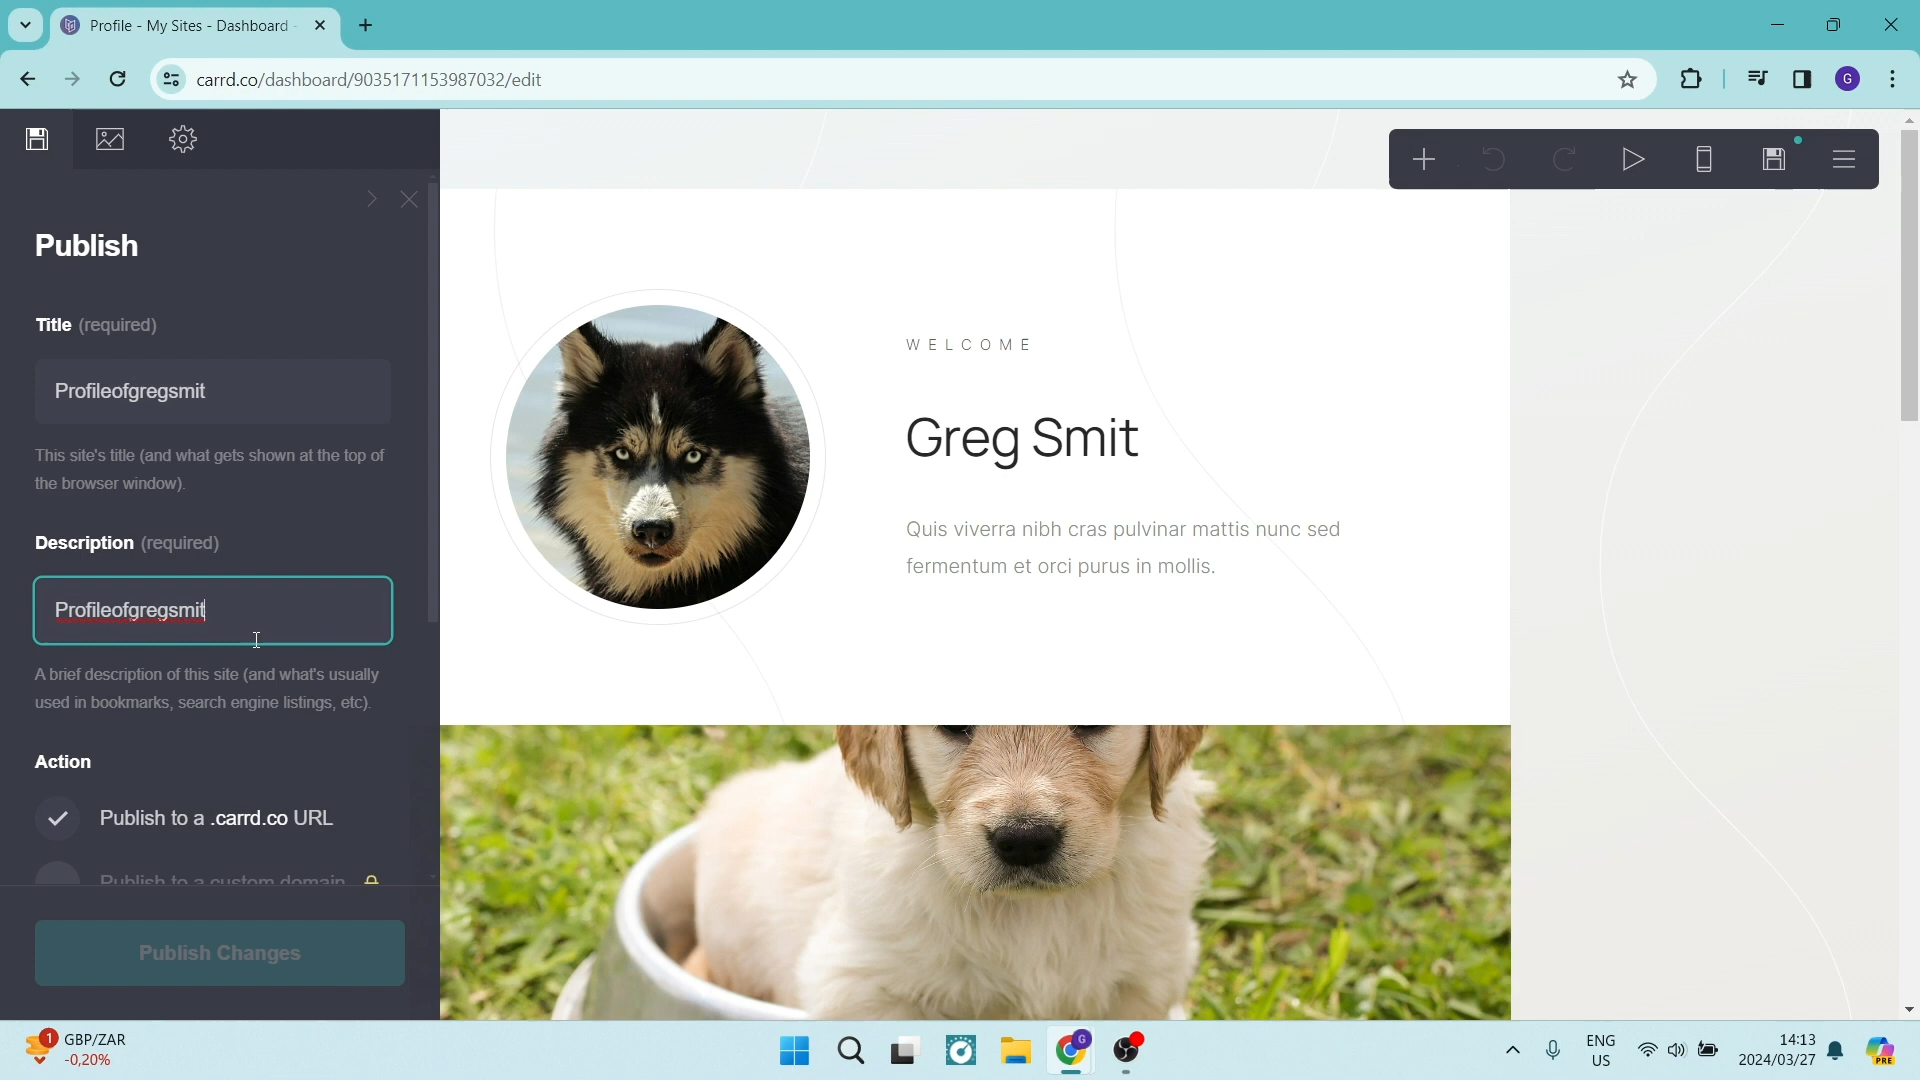 Profile - My Sites - Dashboard -
carrd.co/dashboard/9035171153987032/edit
G
Publish
Title (required)
Profileofgregsmit
This site's title (and what gets shown at the top of
the browser window).
Description (required)
Profileofgregsmit
A brief description of this site (and what's usually
used in bookmarks, search engine listings, etc).
Action
Publish to a .carrd.co URL
Publish to a custom domain
Publish Changes
WELCOME
Greg Smit
Quis viverra nibh cras pulvinar mattis nunc sed
fermentum et orci purus in mollis.
1
GBP/ZAR
-0,20%
G
ENG
US
14:13
2024/03/27
PRE